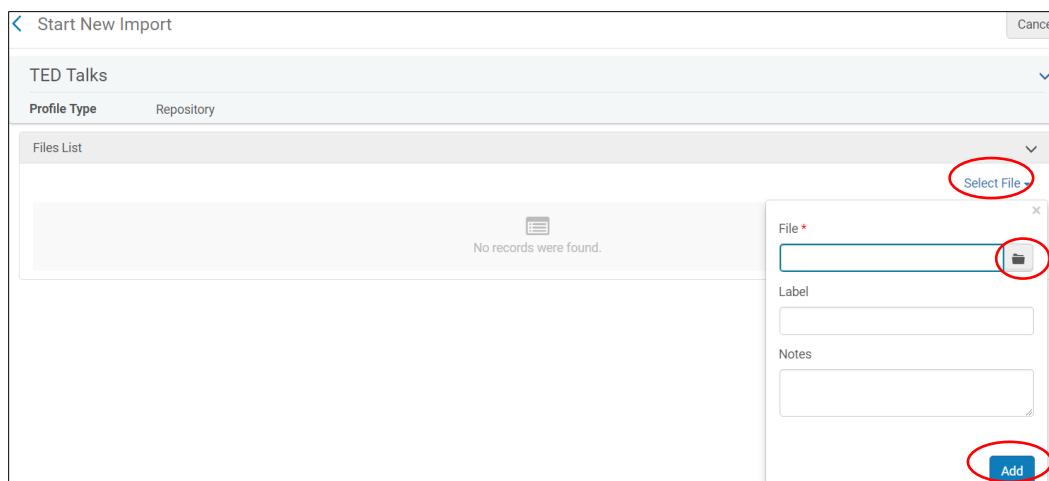 Start New Import
Cance
TED Talks
Profile Type Repository
Files List
Select File
No records were found.
File *
Label
Notes
Add